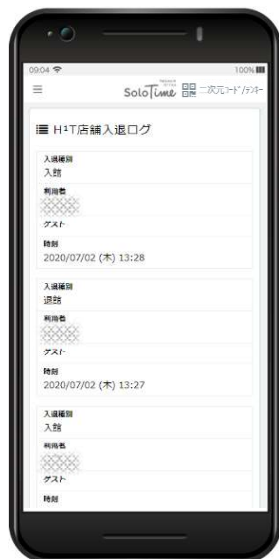 09:04
100%
SoloTime
二次元コード/テンキー
H¹T店舗入退ログ
入退種別
入館
利用者
ゲスト
時刻
2020/07/02 (木) 13:28
入退種別
退館
利用者
ゲスト
時刻
2020/07/02 (木) 13:27
入退種別
入館
利用者
ゲスト
時刻